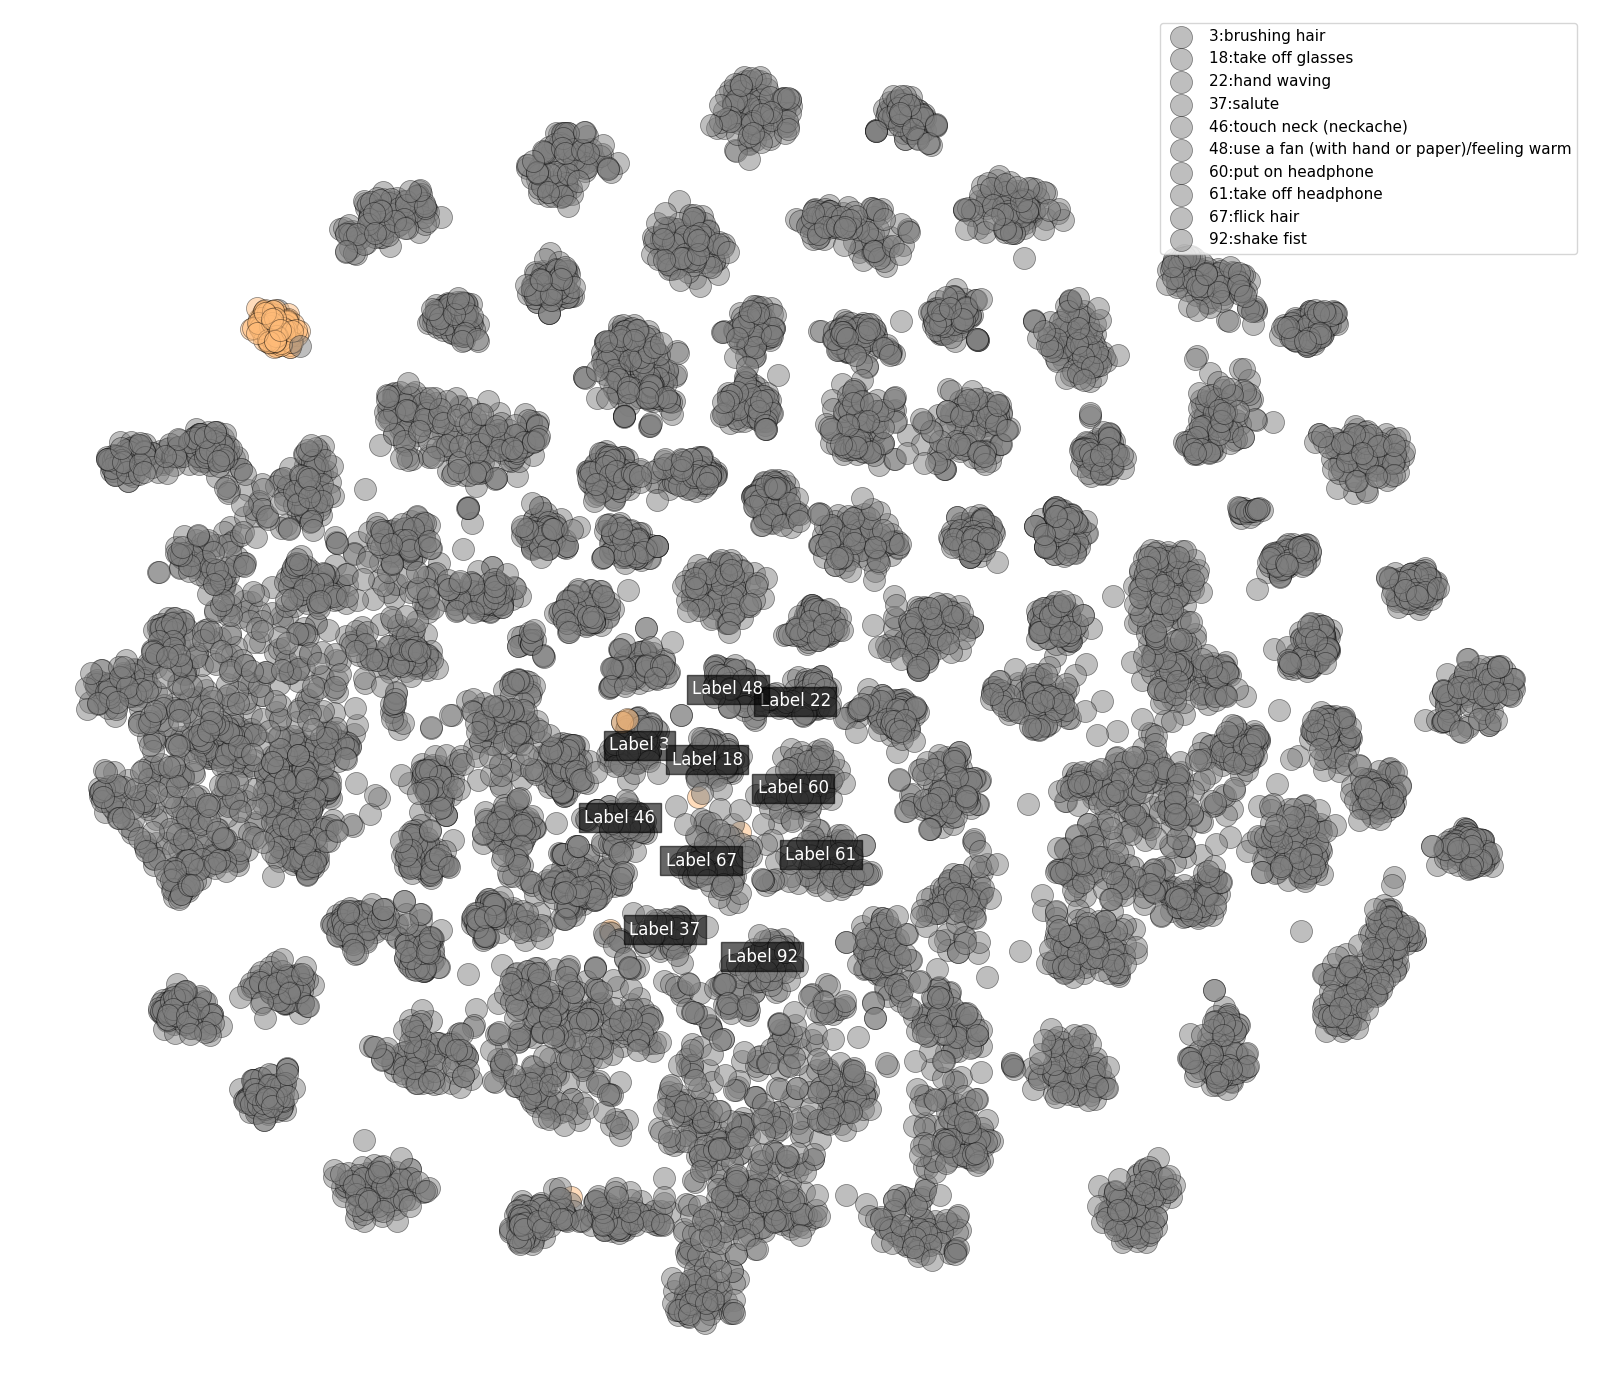 3:brushing hair
18:take off glasses
22:hand waving
37:salute
46:touch neck (neckache)
48:use a fan (with hand or paper)/feeling warm
60:put on headphone
61:take off headphone
67:flick hair
92:shake fist
Label 48
Label 22
Label 3
Label 18
Label 60
Label 46
Label 61
Label 67
Label 37
Label 92